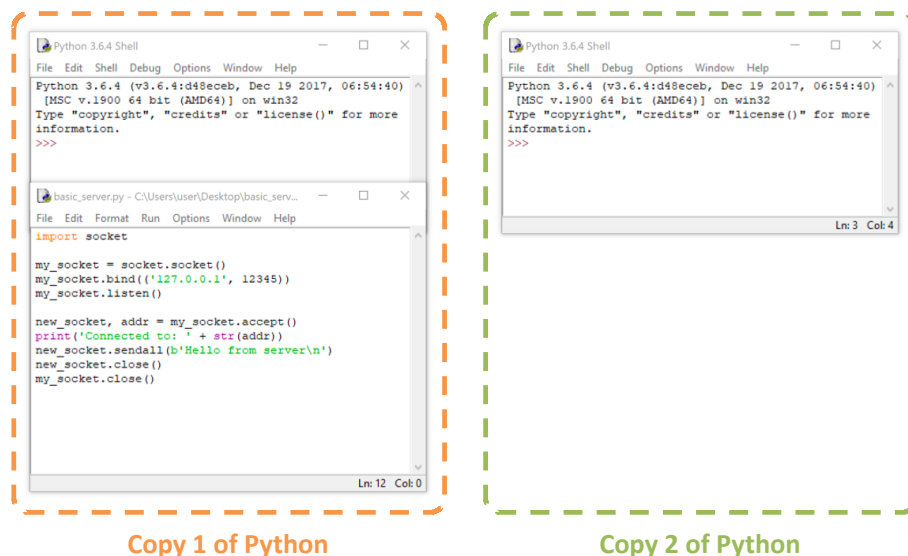 Python 3.6.4 Shell
File Edit Shell Debug Options Window Help
Python 3.6.4 (v3.6.4:d48eceb, Dec 19 2017, 06:54:40)
[MSC v.1900 64 bit (AMD64)] on win32
Type "copyright", "credits" or "license()" for more
information.
>>>
basic_server.py - C:\Users\user\Desktop\basic_serv...
File Edit Format Run Options Window Help
import socket
my_socket = socket.socket()
my_socket.bind(('127.0.0.1', 12345))
my_socket.listen()
new_socket, addr = my_socket.accept()
print('Connected to: ' + str(addr))
new_socket.sendall(b'Hello from server\n')
new_socket.close()
my_socket.close()
Ln: 12 Col: 0
Copy 1 of Python
Python 3.6.4 Shell
File Edit Shell Debug Options Window Help
Python 3.6.4 (v3.6.4:d48eceb, Dec 19 2017, 06:54:40)
[MSC v.1900 64 bit (AMD64)] on win32
Type "copyright", "credits" or "license()" for more
information.
>>>
Ln: 3 Col: 4
Copy 2 of Python